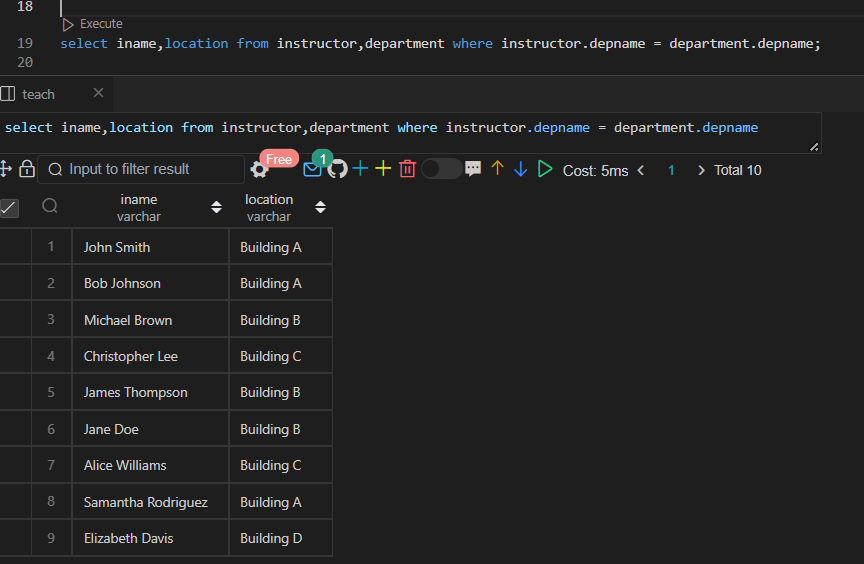 18
Execute
19 select iname,location from instructor,department where instructor.depname = department.depname;
20
teach
select iname,location from instructor,department where instructor.depname = department.depname
Input to filter result Free 1 Cost: 5ms 1 Total 10
iname location
varchar varchar
1 John Smith Building A
2 Bob Johnson Building A
3 Michael Brown Building B
4 Christopher Lee Building C
5 James Thompson Building B
6 Jane Doe Building B
7 Alice Williams Building C
8 Samantha Rodriguez Building A
9 Elizabeth Davis Building D